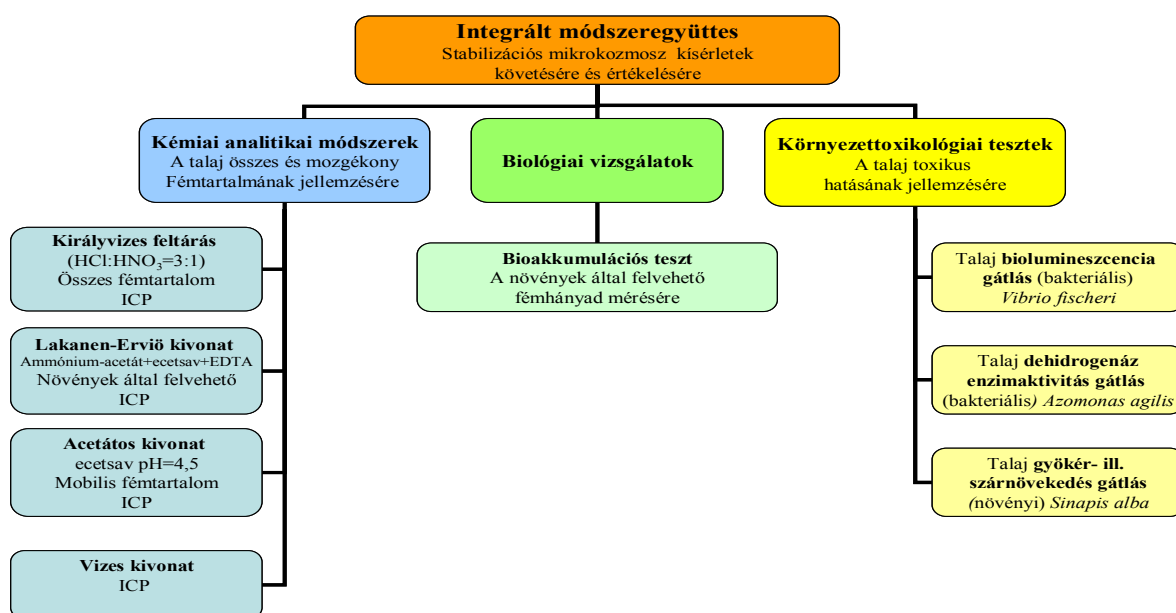 Integrált módszeregyüttes
Stabilizációs mikrokozmosz kísérletek
követésére és értékelésére
Kémiai analitikai módszerek
A talaj összes és mozgékony
Fémtartalmának jellemzésére
Biológiai vizsgálatok
Környezettoxikológiai tesztek
A talaj toxikus
hatásának jellemzésére
Királyvizes feltárás
(HCl:HNO₃=3:1)
Összes fémtartalom
ICP
Lakanen-Erviö kivonat
Ammónium-acetát+ecetsav+EDTA
Növények által felvehető
ICP
Acetátos kivonat
ecetsav pH=4,5
Mobilis fémtartalom
ICP
Vizes kivonat
ICP
Bioakkumulációs teszt
A növények által felvehető
fémhányad mérésére
Talaj biolumineszcencia
gátlás (bakteriális)
Vibrio fischeri
Talaj dehidrogenáz
enzimaktivitás gátlás
(bakteriális) Azomonas agilis
Talaj gyökér- ill.
szárnövekedés gátlás
(növényi) Sinapis alba